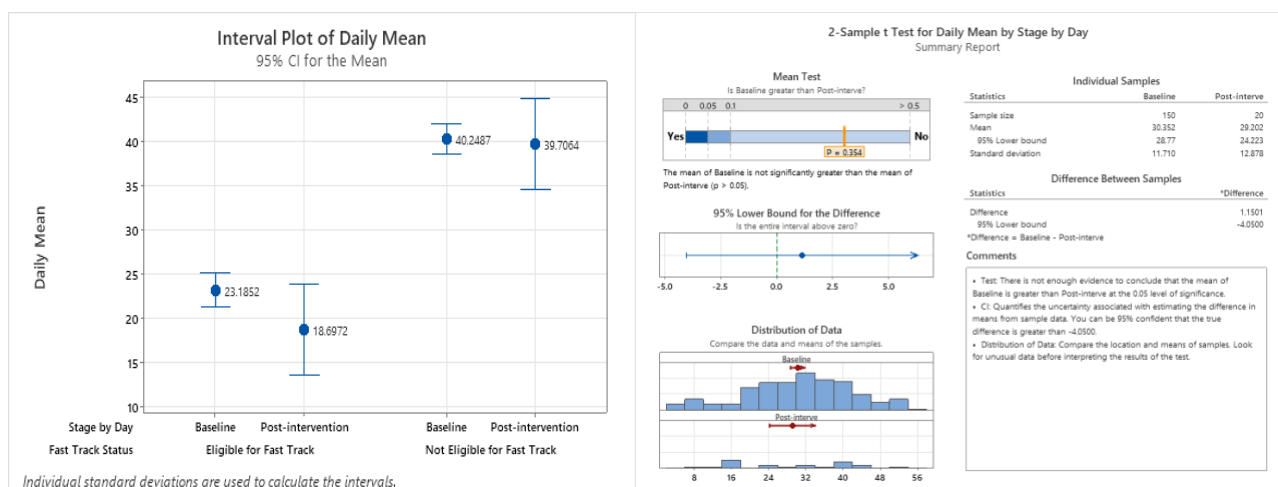 Interval Plot of Daily Mean
95% CI for the Mean
Daily Mean
45
40
35
30
25
20
15
10
23.1852
18.6972
40.2487
39.7064
Stage by Day Baseline Post-intervention Baseline Post-intervention
Fast Track Status Eligible for Fast Track Not Eligible for Fast Track
Individual standard deviations are used to calculate the intervals.
2-Sample t Test for Daily Mean by Stage by Day
Summary Report
Mean Test
Is Baseline greater than Post-interve?
0 0.05 0.1 > 0.5
Yes No
P = 0.354
The mean of Baseline is not significantly greater than the mean of
Post-interve (p > 0.05).
95% Lower Bound for the Difference
Is the entire interval above zero?
-5.0 -2.5 0.0 2.5 5.0
Distribution of Data
Compare the data and means of the samples.
Baseline
Post-interve
8 16 24 32 40 48 56
Individual Samples
Statistics Baseline Post-interve
Sample size 150 20
Mean 30.352 29.202
95% Lower bound 28.77 24.223
Standard deviation 11.710 12.878
Difference Between Samples
Statistics *Difference
Difference 1.1501
95% Lower bound -4.0500
*Difference = Baseline - Post-interve
Comments
• Test: There is not enough evidence to conclude that the mean of
Baseline is greater than Post-interve at the 0.05 level of significance.
• CI: Quantifies the uncertainty associated with estimating the difference in
means from sample data. You can be 95% confident that the true
difference is greater than -4.0500.
• Distribution of Data: Compare the location and means of samples. Look
for unusual data before interpreting the results of the test.